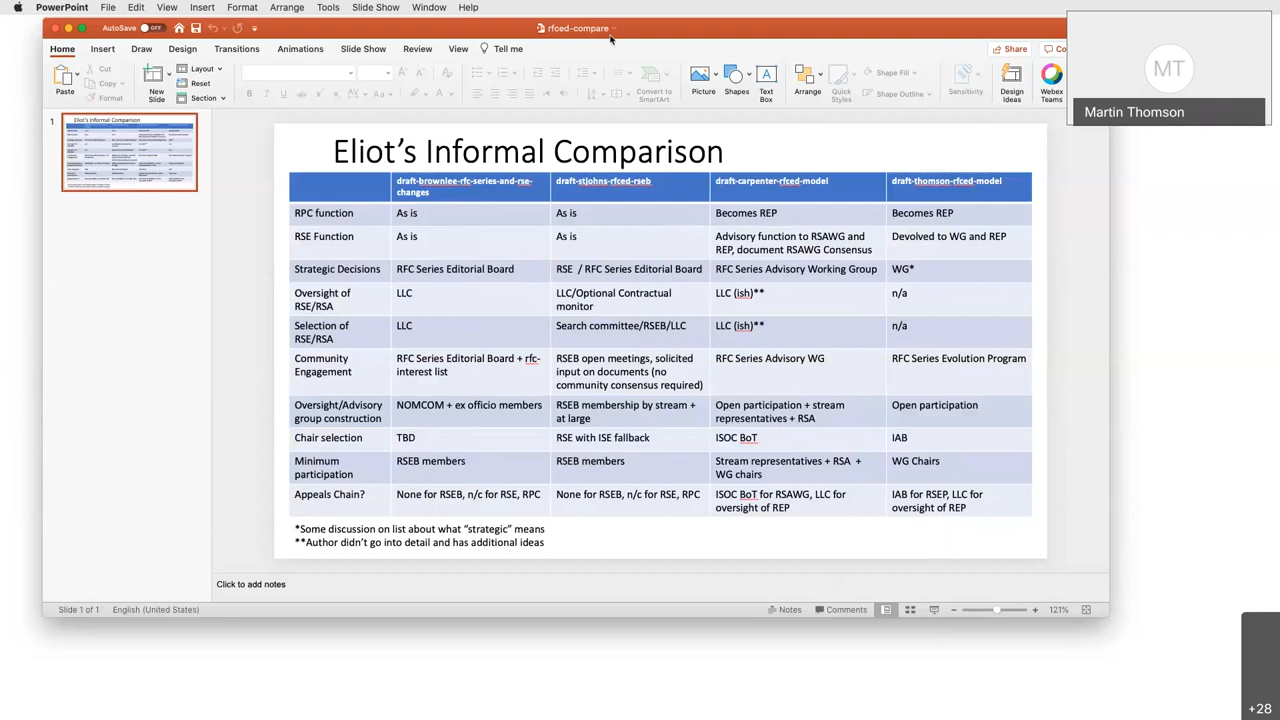 PowerPoint File Edit View Insert Format Arrange Tools Slide Show Window Help
AutoSave OFF rfced-compare
Home Insert Draw Design Transitions Animations Slide Show Review View Tell me Share Co
Paste Cut Copy Format New Slide Layout Reset Section Convert to SmartArt Picture Shapes Text Box Arrange Quick Styles Shape Fill Shape Outline Sensitivity Design Ideas Webex Teams
MT
Martin Thomson
1
Eliot's Informal Comparison
draft-brownlee-rfc-series-and-rse-changes draft-stjohns-rfced-rseb draft-carpenter-rfced-model draft-thomson-rfced-model
RPC function As is As is Becomes REP Becomes REP
RSE Function As is As is Advisory function to RSAWG and REP, document RSAWG Consensus Devolved to WG and REP
Strategic Decisions RFC Series Editorial Board RSE / RFC Series Editorial Board RFC Series Advisory Working Group WG*
Oversight of RSE/RSA LLC LLC/Optional Contractual monitor LLC (ish)** n/a
Selection of RSE/RSA LLC Search committee/RSEB/LLC LLC (ish)** n/a
Community Engagement RFC Series Editorial Board + rfc-interest list RSEB open meetings, solicited input on documents (no community consensus required) RFC Series Advisory WG RFC Series Evolution Program
Oversight/Advisory group construction NOMCOM + ex officio members RSEB membership by stream + at large Open participation + stream representatives + RSA Open participation
Chair selection TBD RSE with ISE fallback ISOC BoT IAB
Minimum participation RSEB members RSEB members Stream representatives + RSA + WG chairs WG Chairs
Appeals Chain? None for RSEB, n/c for RSE, RPC None for RSEB, n/c for RSE, RPC ISOC BoT for RSAWG, LLC for oversight of REP IAB for RSEP, LLC for oversight of REP
*Some discussion on list about what "strategic" means
**Author didn't go into detail and has additional ideas
Click to add notes
Slide 1 of 1 English (United States) Notes Comments 121%
+28